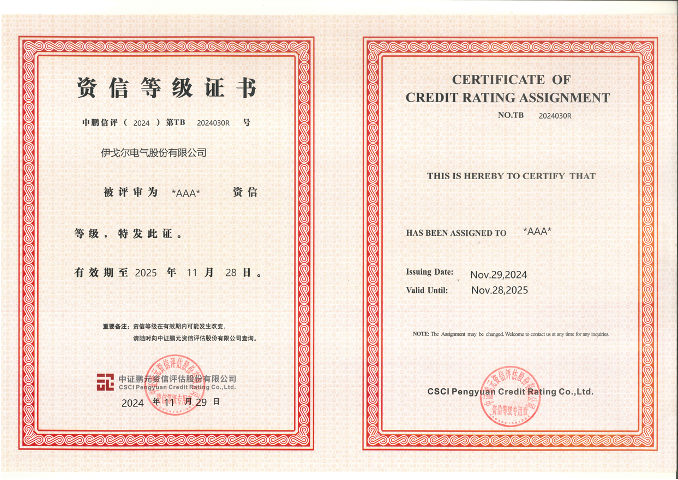 资信等级证书
中鹏信评（ 2024 ）第TB 2024030R 号
伊戈尔电气股份有限公司
被评审为 *AAA* 资信
等级，特发此证。
有效期至 2025 年 11 月 28 日。
重要备注：资信等级在有效期内可能发生改变，
请随时向中证鹏元资信评估股份有限公司查询。
中证鹏元资信评估股份有限公司
CSCI Pengyuan Credit Rating Co.,Ltd.
2024 年 11 月 29 日
CERTIFICATE OF
CREDIT RATING ASSIGNMENT
NO.TB 2024030R
THIS IS HEREBY TO CERTIFY THAT
HAS BEEN ASSIGNED TO *AAA*
Issuing Date: Nov.29,2024
Valid Until: Nov.28,2025
NOTE: The Assignment may be changed. Welcome to contact us at any time for any inquiries.
CSCI Pengyuan Credit Rating Co.,Ltd.